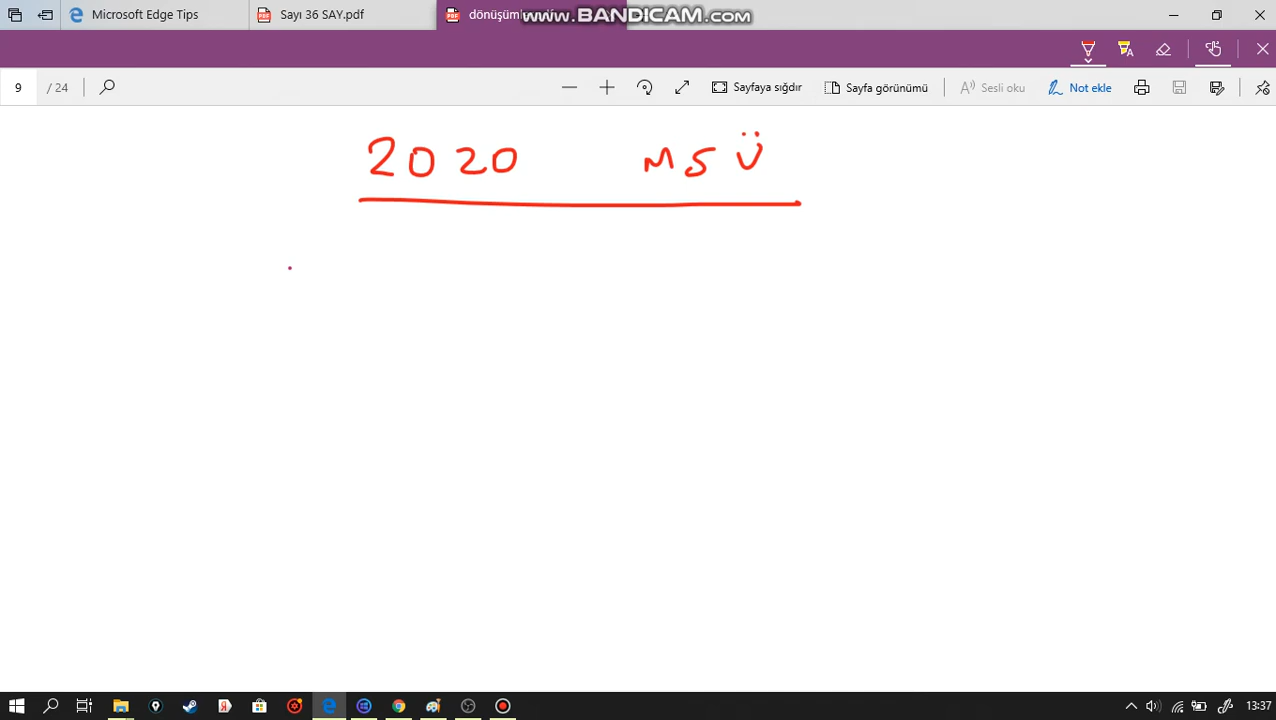 Microsoft Edge Tips
Sayı 36 SAY.pdf
www.BANDICAM.com
9 / 24
Sayfaya sığdır
Sayfa görünümü
Sesli oku
Not ekle
2020 MSÜ
13:37